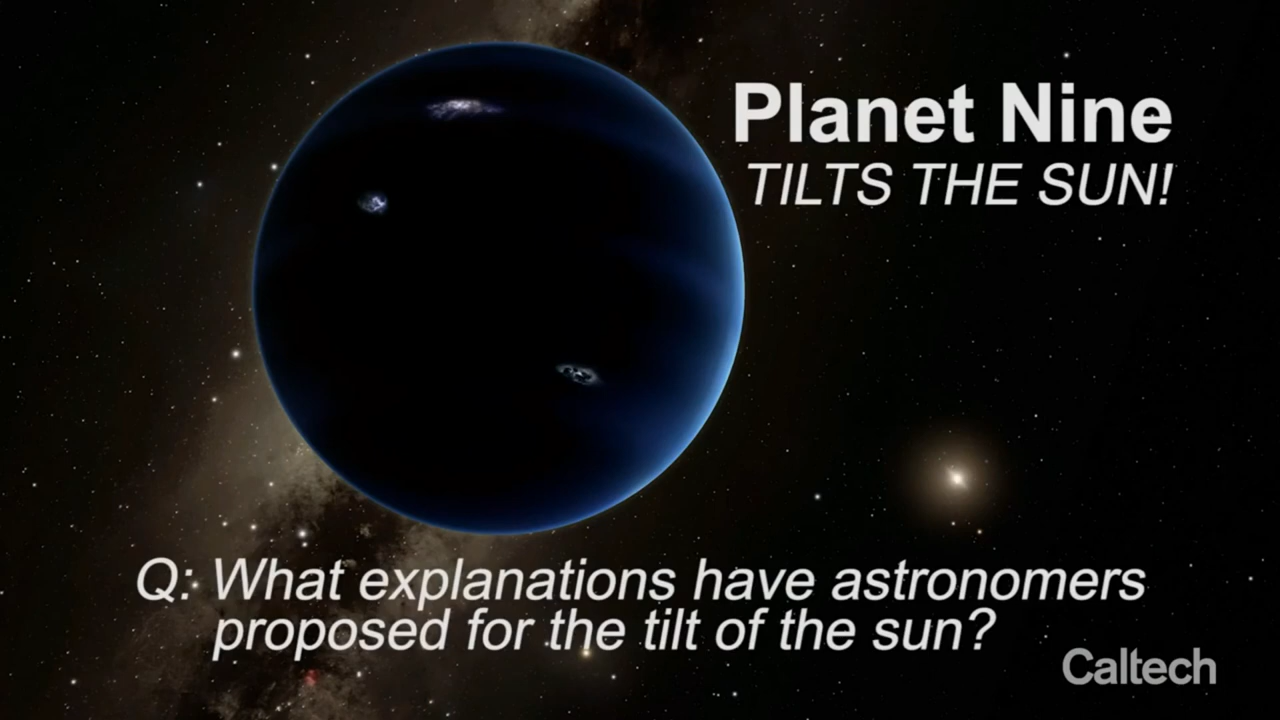 Planet Nine
TILTS THE SUN!
Q: What explanations have astronomers
proposed for the tilt of the sun?
Caltech